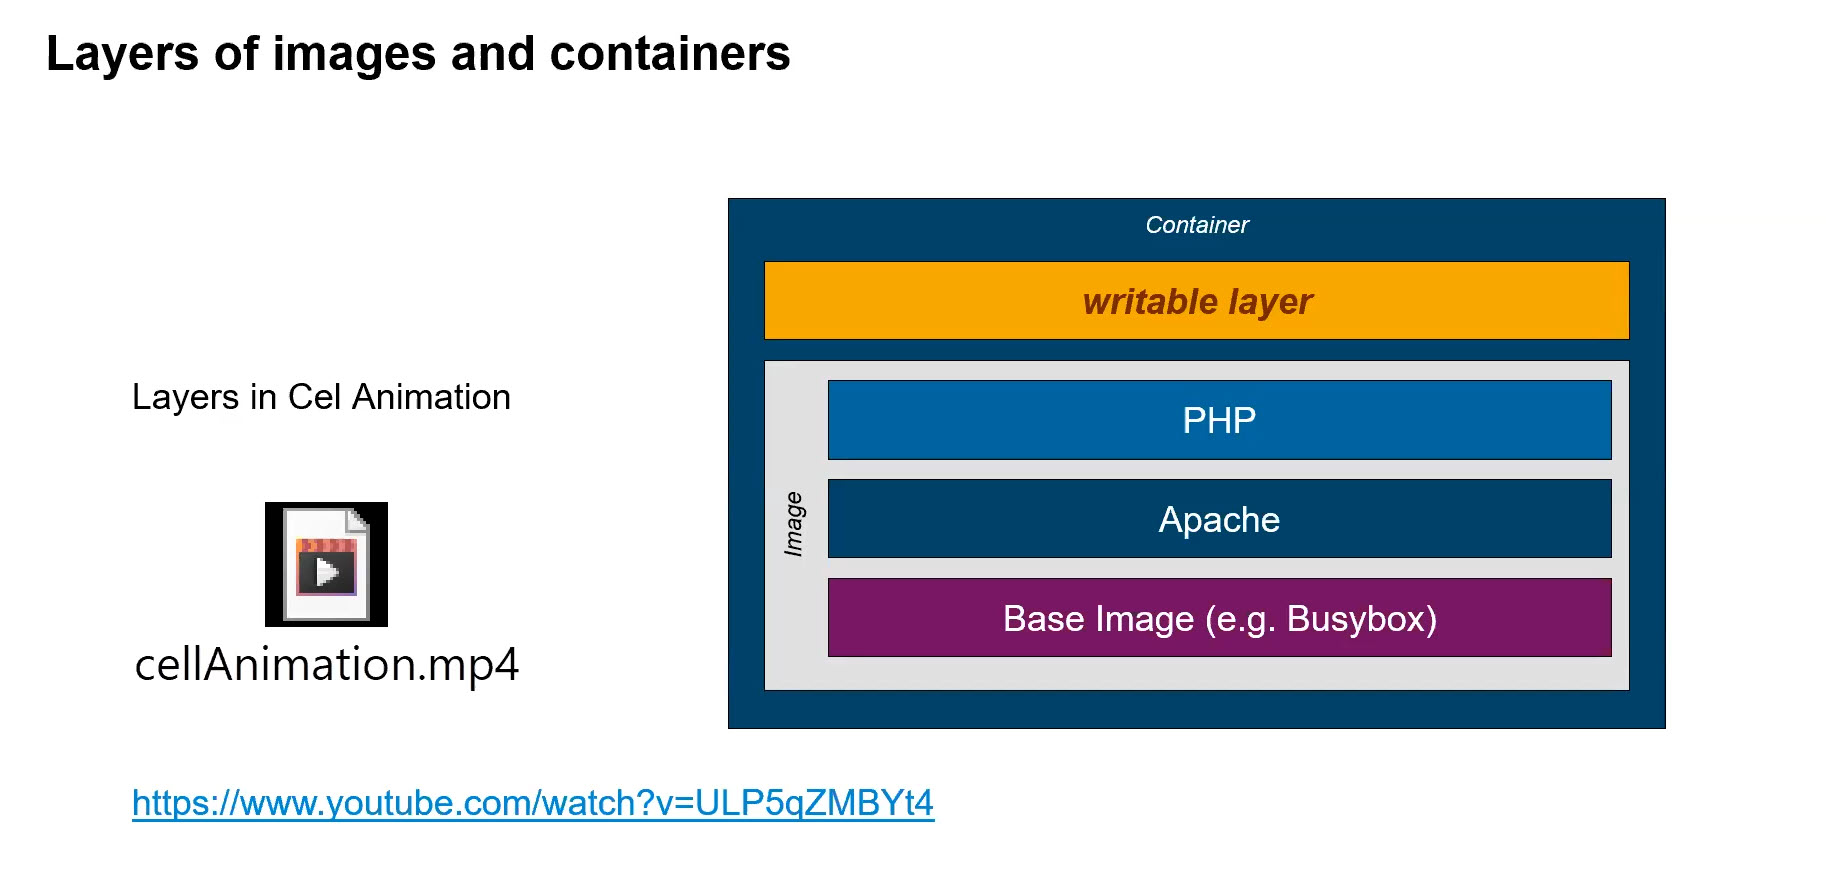 Layers of images and containers
Container
writable layer
Layers in Cel Animation
PHP
Image
Apache
Base Image (e.g. Busybox)
cellAnimation.mp4
https://www.youtube.com/watch?v=ULP5qZMBYt4